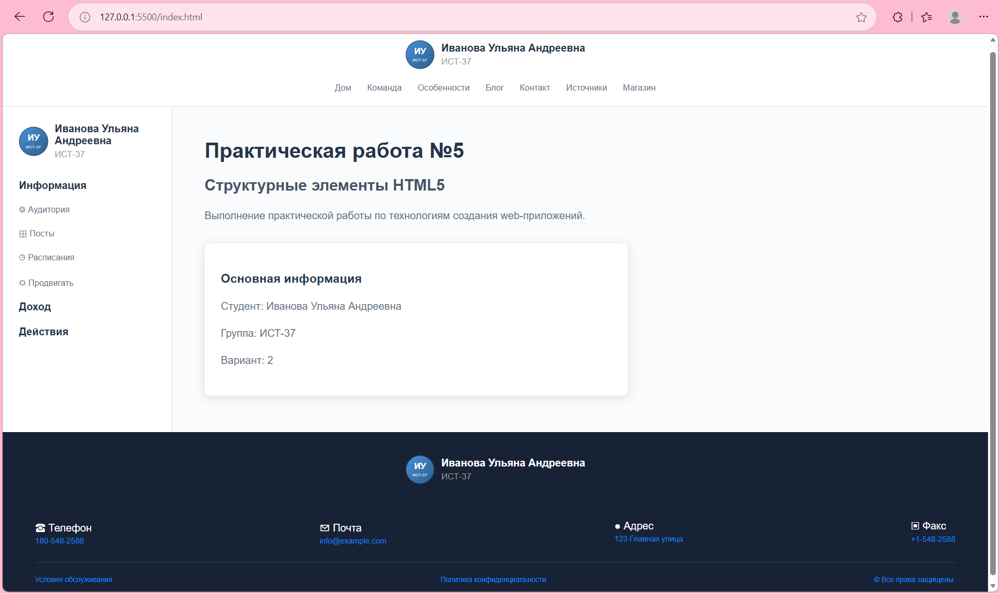 127.0.0.1:5500/index.html
ИУ
ИСТ-37
Иванова Ульяна Андреевна
ИСТ-37
Дом Команда Особенности Блог Контакт Источники Магазин
ИУ
ИСТ-37
Иванова Ульяна
Андреевна
ИСТ-37
Информация
Аудитория
Посты
Расписания
Продвигать
Доход
Действия
Практическая работа №5
Структурные элементы HTML5
Выполнение практической работы по технологиям создания web-приложений.
Основная информация
Студент: Иванова Ульяна Андреевна
Группа: ИСТ-37
Вариант: 2
ИУ
ИСТ-37
Иванова Ульяна Андреевна
ИСТ-37
Телефон
180-548-2588
Почта
info@example.com
Адрес
123 Главная улица
Факс
+1-548-2588
Условия обслуживания
Политика конфиденциальности
© Все права защищены.